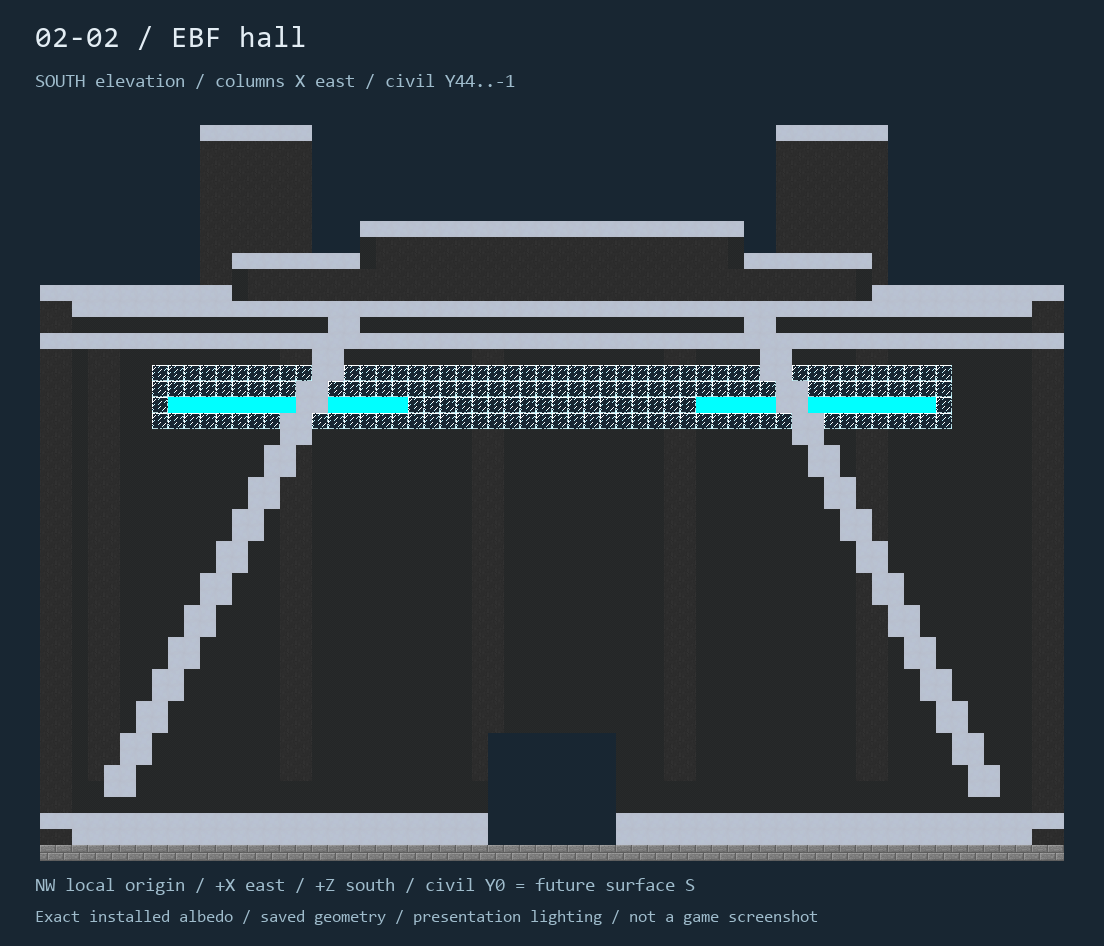 02-02 / EBF hall
SOUTH elevation / columns X east / civil Y44..-1
NW local origin / +X east / +Z south / civil Y0 = future surface S
Exact installed albedo / saved geometry / presentation lighting / not a game screenshot